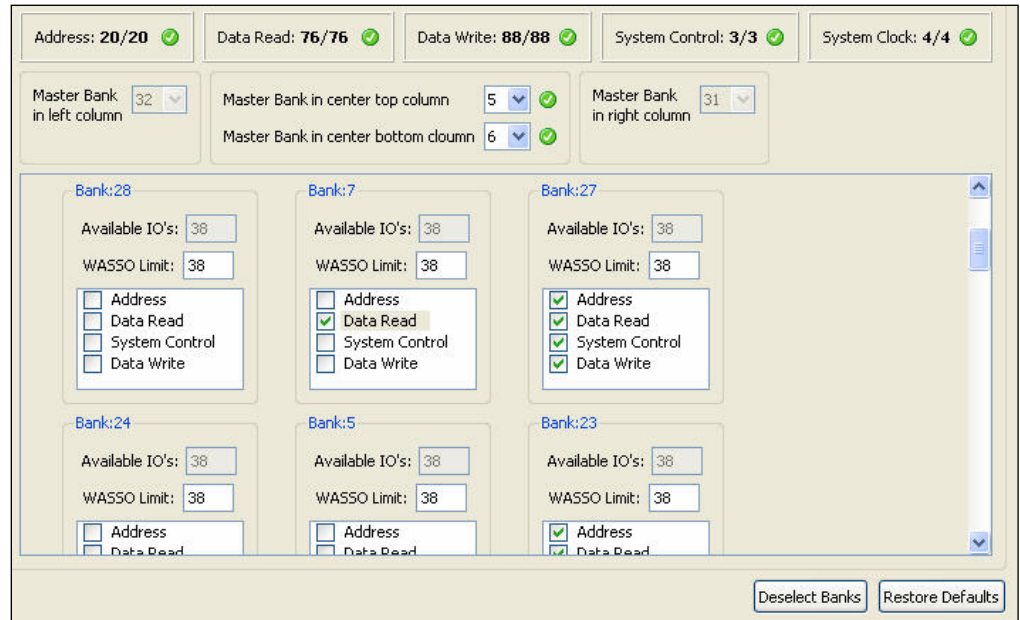 Address: 20/20 Data Read: 76/76 Data Write: 88/88 System Control: 3/3 System Clock: 4/4
Master Bank in left column 32
Master Bank in center top column 5
Master Bank in center bottom cloumn 6
Master Bank in right column 31
Bank:28
Available IO's: 38
WASSO Limit: 38
Address
Data Read
System Control
Data Write
Bank:7
Available IO's: 38
WASSO Limit: 38
Address
Data Read
System Control
Data Write
Bank:27
Available IO's: 38
WASSO Limit: 38
Address
Data Read
System Control
Data Write
Bank:24
Available IO's: 38
WASSO Limit: 38
Address
Data Read
Bank:5
Available IO's: 38
WASSO Limit: 38
Address
Data Read
Bank:23
Available IO's: 38
WASSO Limit: 38
Address
Data Read
Deselect Banks Restore Defaults